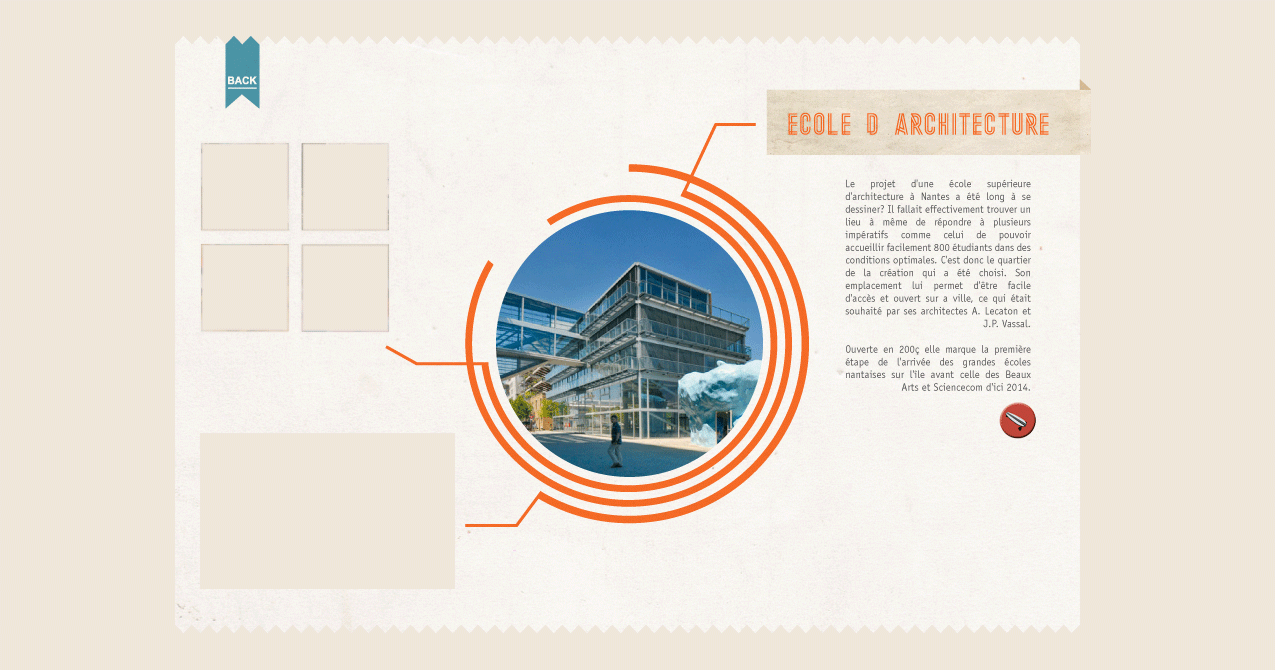 BACK
ECOLE D ARCHITECTURE
Le projet d'une école supérieure
d'architecture à Nantes a été long à se
dessiner? Il fallait effectivement trouver un
lieu à même de répondre à plusieurs
impératifs comme celui de pouvoir
accueillir facilement 800 étudiants dans des
conditions optimales. C'est donc le quartier
de la création qui a été choisi. Son
emplacement lui permet d'être facile
d'accès et ouvert sur a ville, ce qui était
souhaité par ses architectes A. Lecaton et
J.P. Vassal.
Ouverte en 200ç elle marque la première
étape de l'arrivée des grandes écoles
nantaises sur l'île avant celle des Beaux
Arts et Sciencecom d'ici 2014.